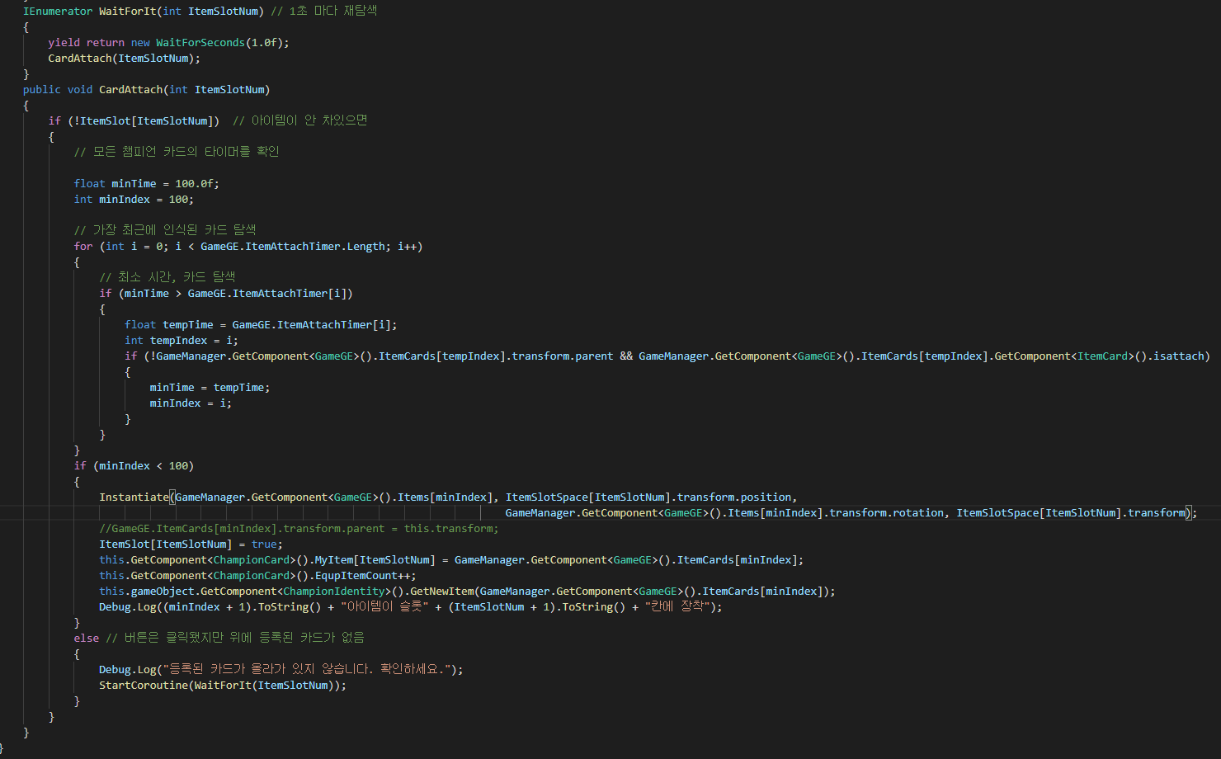 IEnumerator WaitForIt(int ItemSlotNum) // 1초 마다 재탐색
{
yield return new WaitForSeconds(1.0f);
CardAttach(ItemSlotNum);
}
public void CardAttach(int ItemSlotNum)
{
if (!ItemSlot[ItemSlotNum]) // 아이템이 안 차있으면
{
// 모든 챔피언 카드의 타이머를 확인
float minTime = 100.0f;
int minIndex = 100;
// 가장 최근에 인식된 카드 탐색
for (int i = 0; i < GameGE.ItemAttachTimer.Length; i++)
{
// 최소 시간, 카드 탐색
if (minTime > GameGE.ItemAttachTimer[i])
{
float tempTime = GameGE.ItemAttachTimer[i];
int tempIndex = i;
if (!GameManager.GetComponent<GameGE>().ItemCards[tempIndex].transform.parent && GameManager.GetComponent<GameGE>().ItemCards[tempIndex].GetComponent<ItemCard>().isattach)
{
minTime = tempTime;
minIndex = i;
}
}
}
if (minIndex < 100)
{
Instantiate(GameManager.GetComponent<GameGE>().Items[minIndex], ItemSlotSpace[ItemSlotNum].transform.position,
GameManager.GetComponent<GameGE>().Items[minIndex].transform.rotation, ItemSlotSpace[ItemSlotNum].transform);
//GameGE.ItemCards[minIndex].transform.parent = this.transform;
ItemSlot[ItemSlotNum] = true;
this.GetComponent<ChampionCard>().MyItem[ItemSlotNum] = GameManager.GetComponent<GameGE>().ItemCards[minIndex];
this.GetComponent<ChampionCard>().EqupItemCount++;
this.gameObject.GetComponent<ChampionIdentity>().GetNewItem(GameManager.GetComponent<GameGE>().ItemCards[minIndex]);
Debug.Log((minIndex + 1).ToString() + "아이템이 슬롯" + (ItemSlotNum + 1).ToString() + "칸에 장착");
}
else // 버튼은 클릭됐지만 위에 등록된 카드가 없음
{
Debug.Log("등록된 카드가 올라가 있지 않습니다. 확인하세요.");
StartCoroutine(WaitForIt(ItemSlotNum));
}
}
}
}